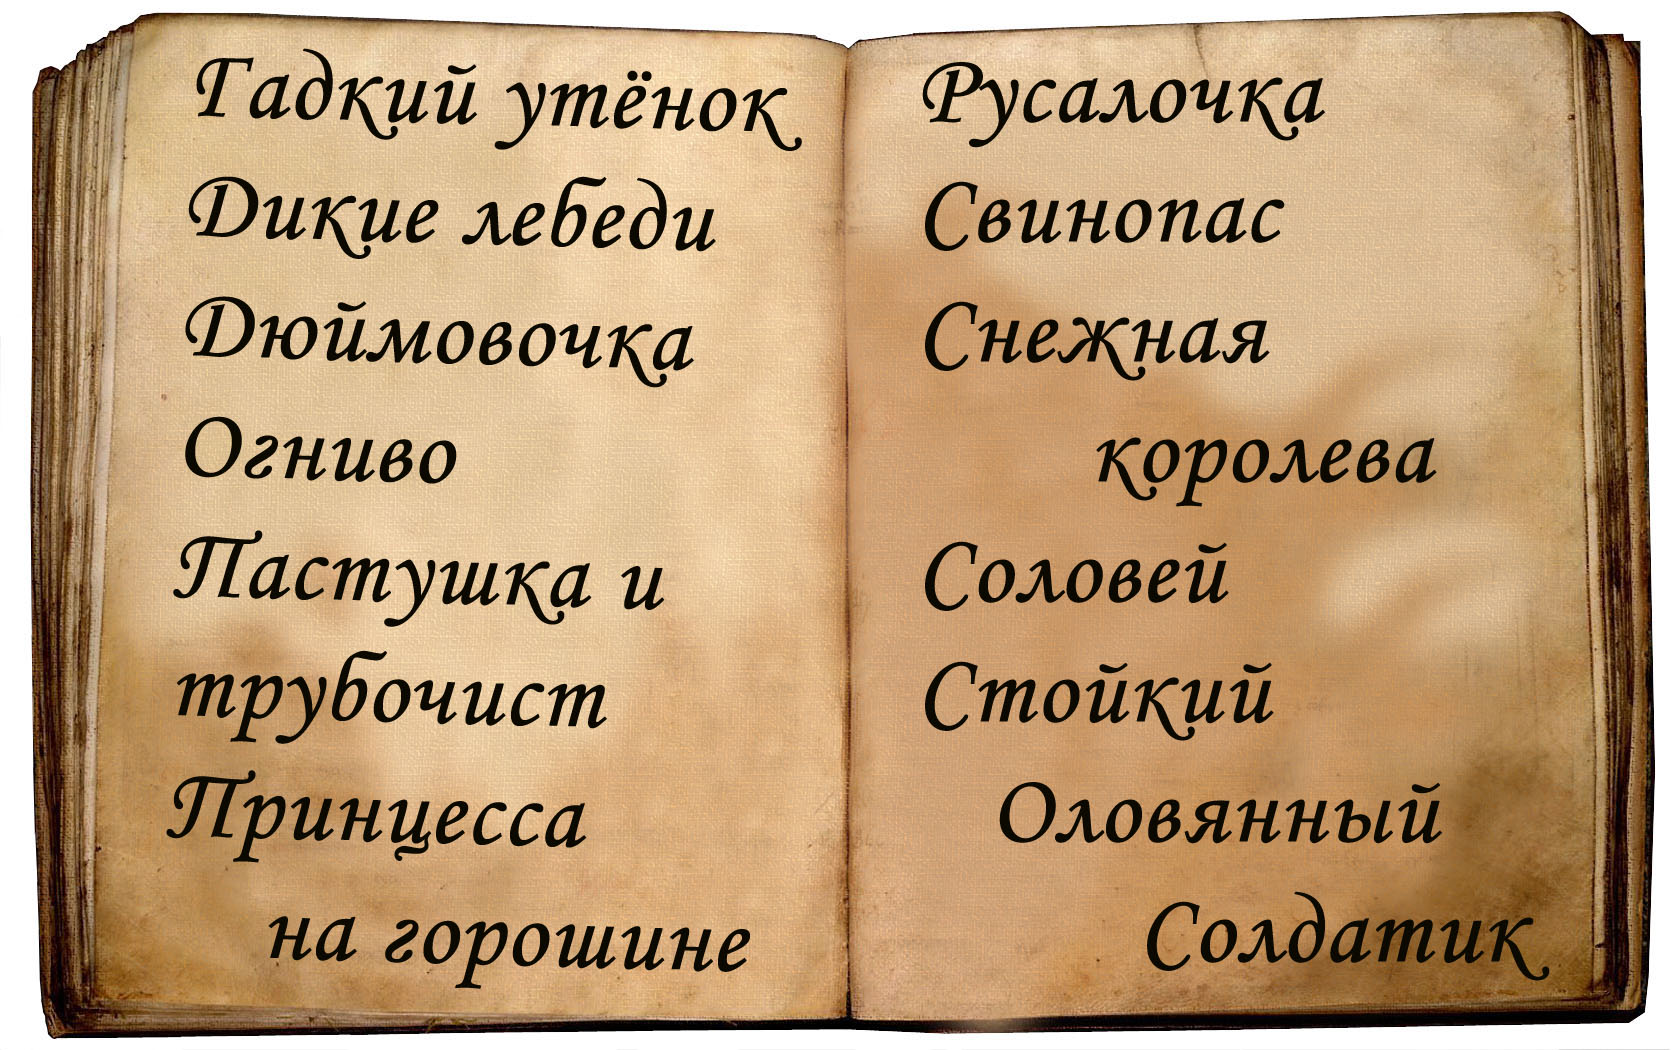 Гадкий утёнок
Дикие лебеди
Дюймовочка
Огниво
Пастушка и
трубочист
Принцесса
на горошине
Русалочка
Свинопас
Снежная
королева
Соловей
Стойкий
Оловянный
Солдатик